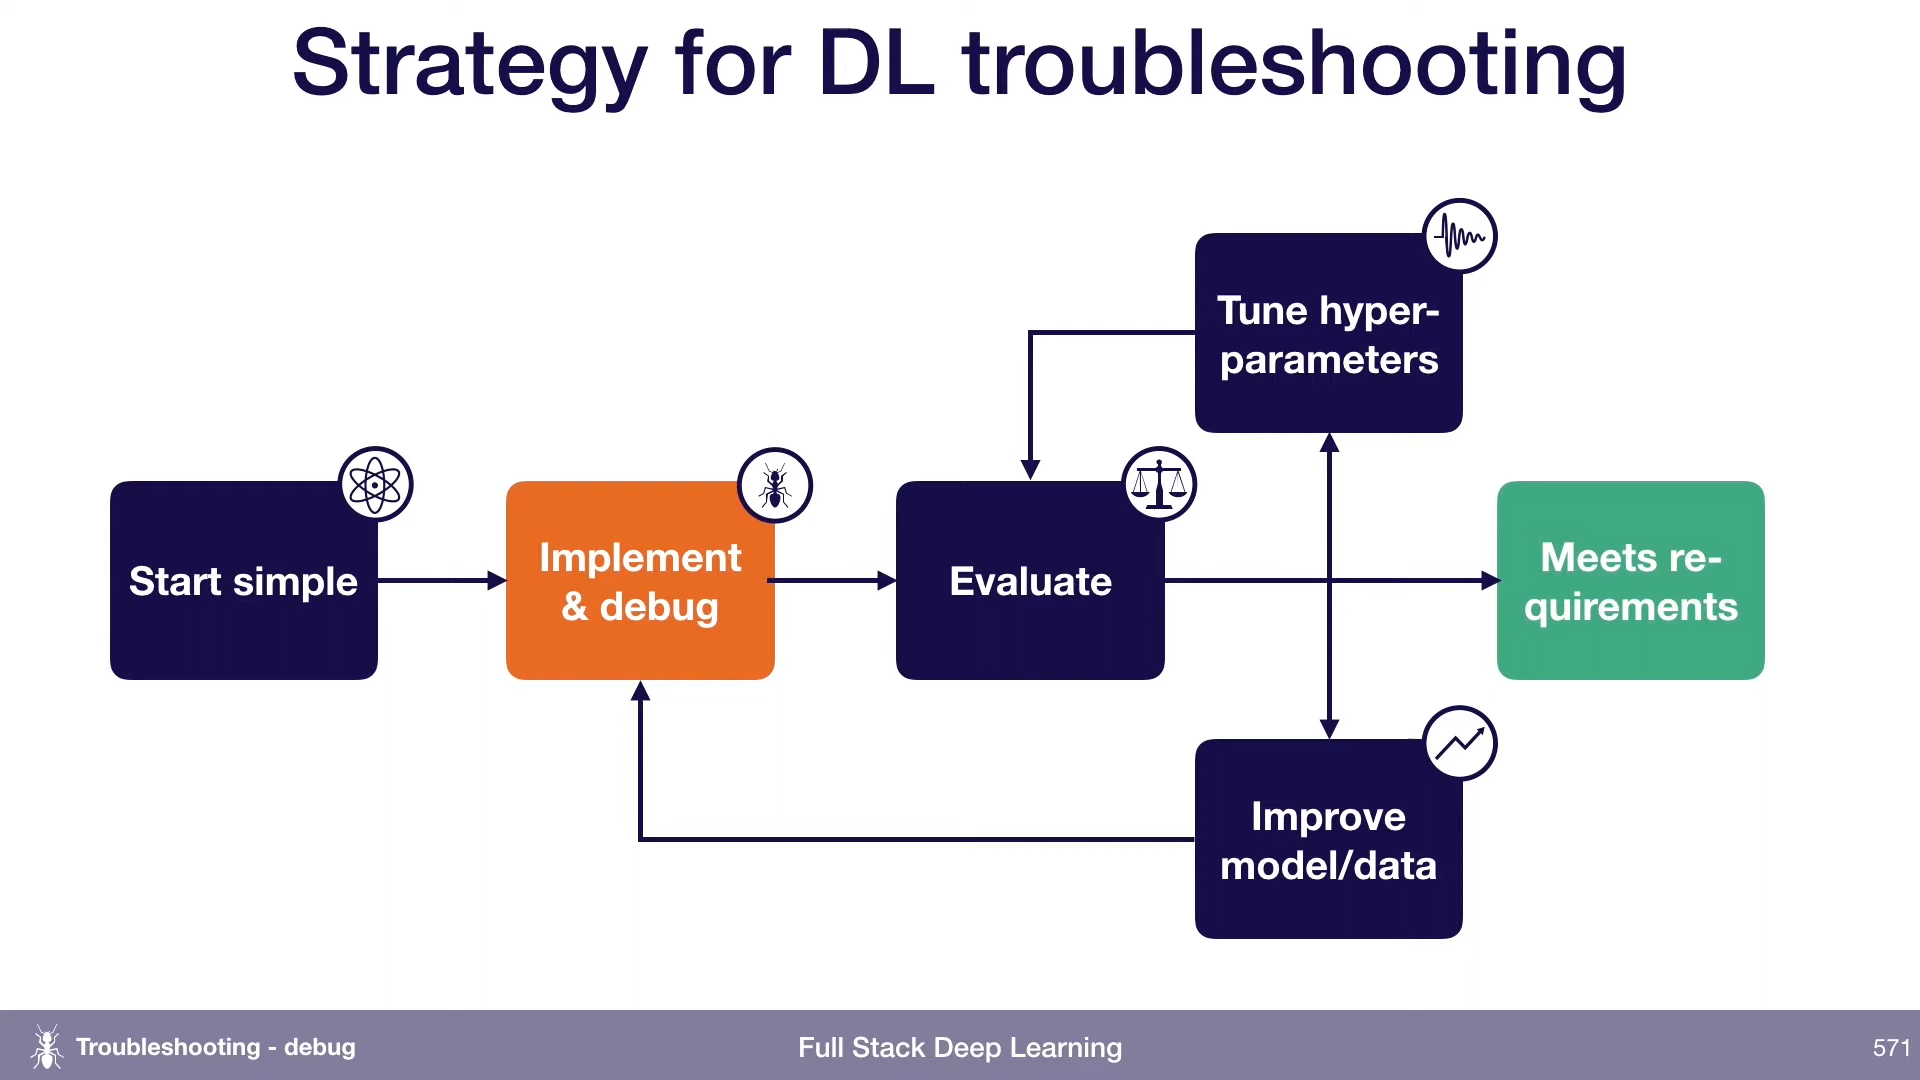 Strategy for DL troubleshooting
Tune hyper-
parameters
Start simple
Implement
& debug
Evaluate
Meets re-
quirements
Improve
model/data
Troubleshooting - debug
Full Stack Deep Learning
571